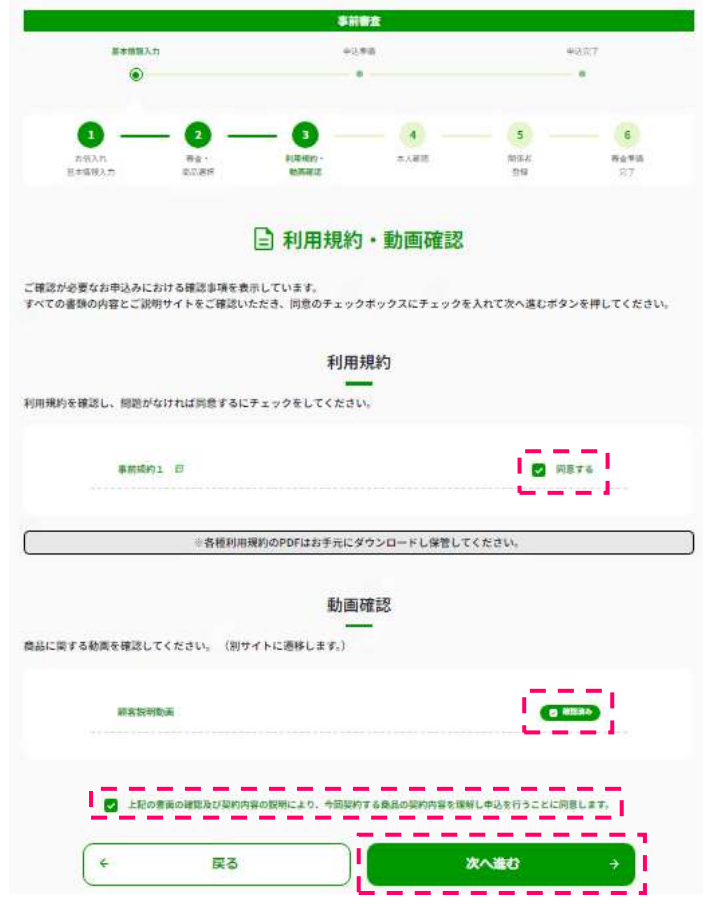 事前審査
基本情報入力
申込準備
申込完了
1
2
3
4
5
6
お借入れ
基本情報入力
審査・
商品選択
利用規約・
動画確認
本人確認
関係者
登録
審査準備
完了
利用規約・動画確認
ご確認が必要なお申込みにおける確認事項を表示しています。
すべての書類の内容とご説明サイトをご確認いただき、同意のチェックボックスにチェックを入れて次へ進むボタンを押してください。
利用規約
利用規約を確認し、問題がなければ同意するにチェックをしてください。
事前規約１
同意する
※各種利用規約のPDFはお手元にダウンロードし保管してください。
動画確認
商品に関する動画を確認してください。（別サイトに遷移します。）
顧客説明動画
確認済み
上記の書面の確認及び契約内容の説明により、今回契約する商品の契約内容を理解し申込を行うことに同意します。
戻る
次へ進む